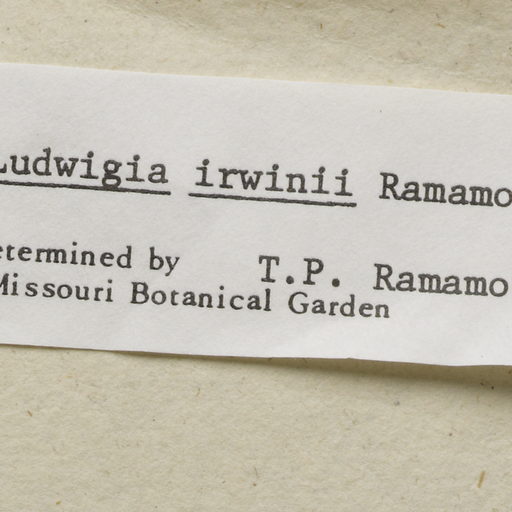 Ludwigia irwinii Ramamo
etermined by T.P. Ramamo
Missouri Botanical Garden